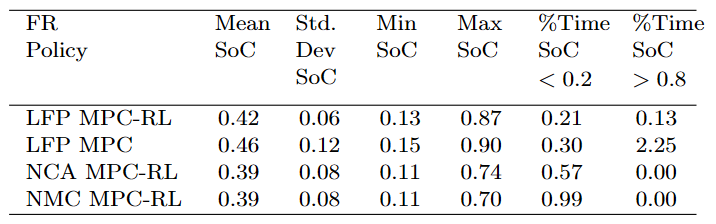 FR Mean Std. Min Max %Time %Time
Policy SoC Dev SoC SoC SoC SoC
SoC < 0.2 > 0.8
LFP MPC-RL 0.42 0.06 0.13 0.87 0.21 0.13
LFP MPC 0.46 0.12 0.15 0.90 0.30 2.25
NCA MPC-RL 0.39 0.08 0.11 0.74 0.57 0.00
NMC MPC-RL 0.39 0.08 0.11 0.70 0.99 0.00